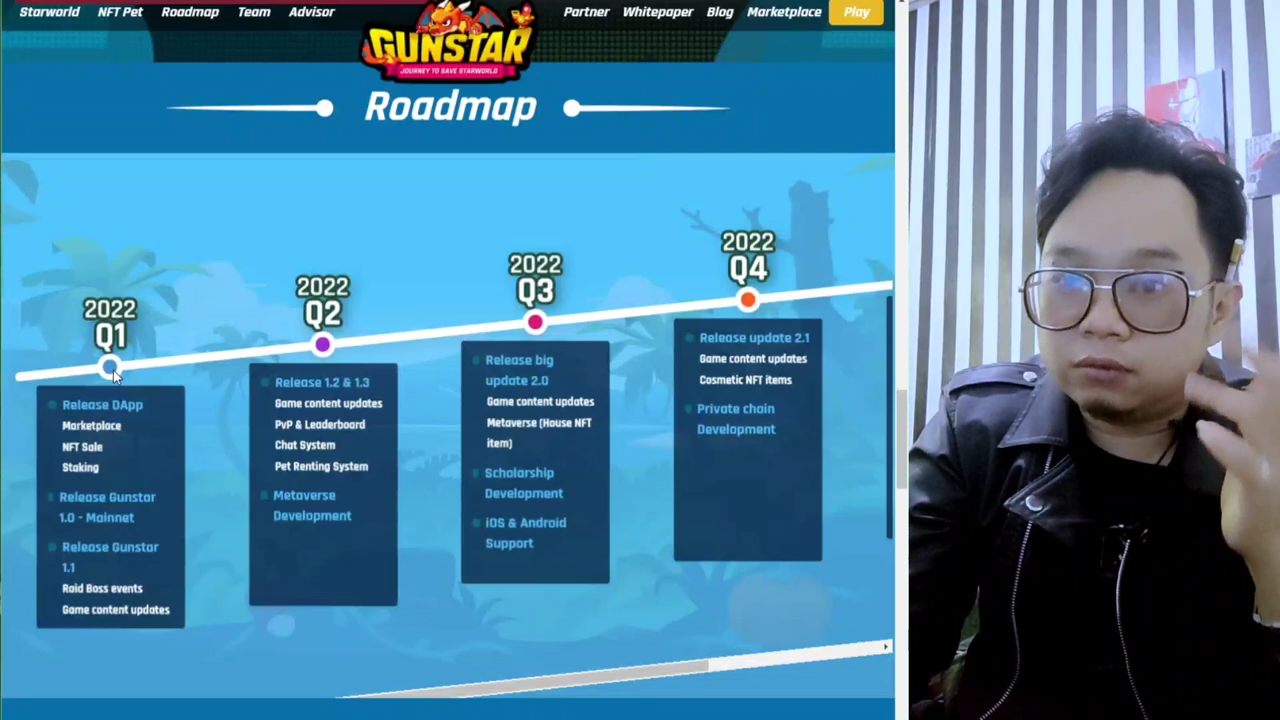 Starworld NFT Pet Roadmap Team Advisor
Partner Whitepaper Blog Marketplace Play
GUNSTAR
JOURNEY TO SAVE STARWORLD
Roadmap
2022
Q1
Release DApp
Marketplace
NFT Sale
Staking
Release Gunstar
1.0 - Mainnet
Release Gunstar
1.1
Raid Boss events
Game content updates
2022
Q2
Release 1.2 & 1.3
Game content updates
PvP & Leaderboard
Chat System
Pet Renting System
Metaverse
Development
2022
Q3
Release big
update 2.0
Game content updates
Metaverse (House NFT
item)
Scholarship
Development
iOS & Android
Support
2022
Q4
Release update 2.1
Game content updates
Cosmetic NFT items
Private chain
Development